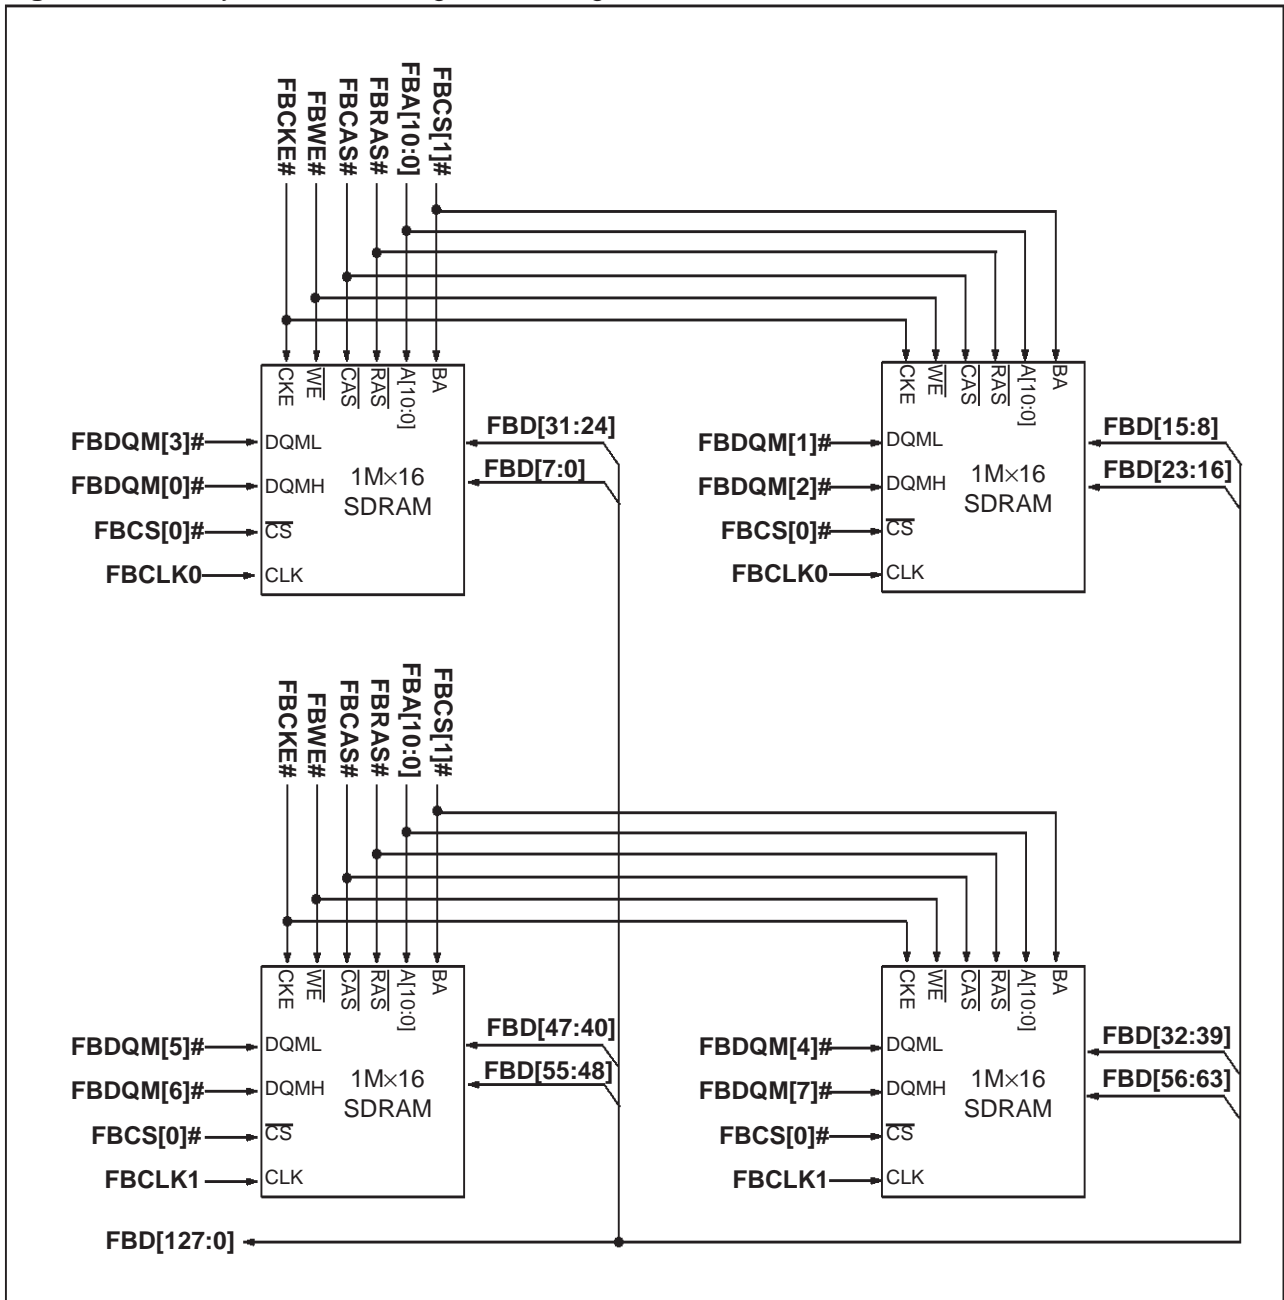 FBCKE#
FBWE#
FBCAS#
FBRAS#
FBA[10:0]
FBCS[1]#
CKE
WE
CAS
RAS
A[10:0]
BA
FBDQM[3]#
DQML
FBDQM[0]#
DQMH
FBCS[0]#
CS
FBCLK0
CLK
1M×16
SDRAM
FBD[31:24]
FBD[7:0]
CKE
WE
CAS
RAS
A[10:0]
BA
FBDQM[1]#
DQML
FBDQM[2]#
DQMH
FBCS[0]#
CS
FBCLK0
CLK
1M×16
SDRAM
FBD[15:8]
FBD[23:16]
FBCKE#
FBWE#
FBCAS#
FBRAS#
FBA[10:0]
FBCS[1]#
CKE
WE
CAS
RAS
A[10:0]
BA
FBDQM[5]#
DQML
FBDQM[6]#
DQMH
FBCS[0]#
CS
FBCLK1
CLK
1M×16
SDRAM
FBD[47:40]
FBD[55:48]
CKE
WE
CAS
RAS
A[10:0]
BA
FBDQM[4]#
DQML
FBDQM[7]#
DQMH
FBCS[0]#
CS
FBCLK1
CLK
1M×16
SDRAM
FBD[32:39]
FBD[56:63]
FBD[127:0]